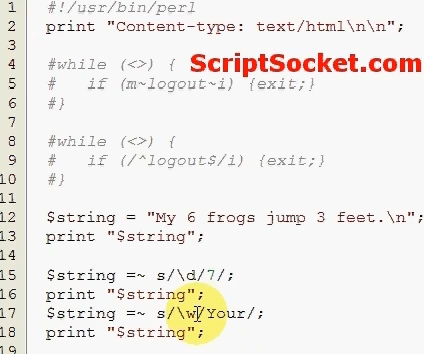 1 #!/usr/bin/perl
2 print "Content-type: text/html\n\n";
3
4 #while (<>) {
ScriptSocket.com
5 #   if (m~logout~i) {exit;}
6 #}
7
8 #while (<>) {
9 #   if (/^logout$/i) {exit;}
10 #}
11
12 $string = "My 6 frogs jump 3 feet.\n";
13 print "$string";
14
15 $string =~ s/\d/7/;
16 print "$string";
17 $string =~ s/\w/Your/;
18 print "$string";
19